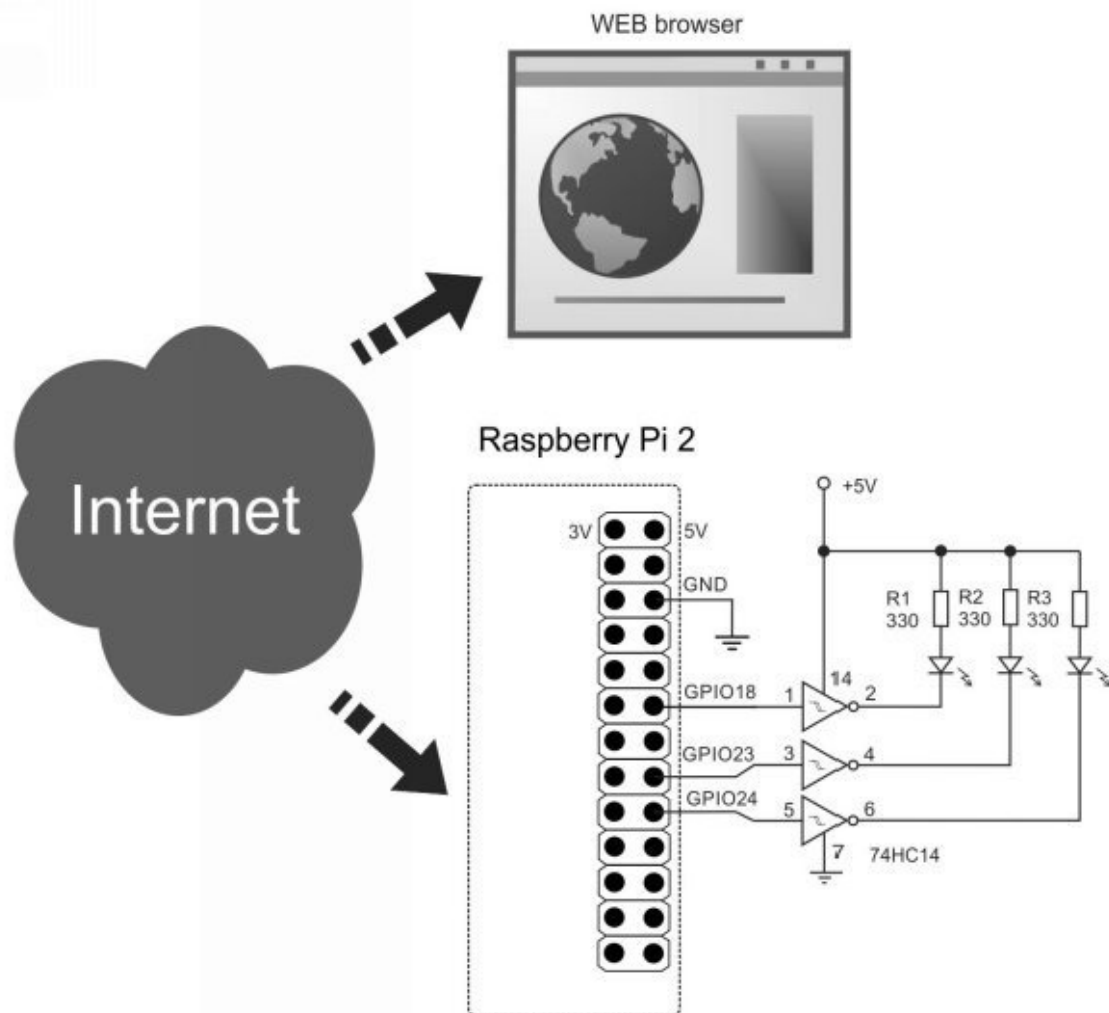 WEB browser
Internet
Raspberry Pi 2
+5V
3V
5V
GND
R1
330
R2
330
R3
330
14
GPIO18
1
2
GPIO23
3
4
GPIO24
5
6
7
74HC14